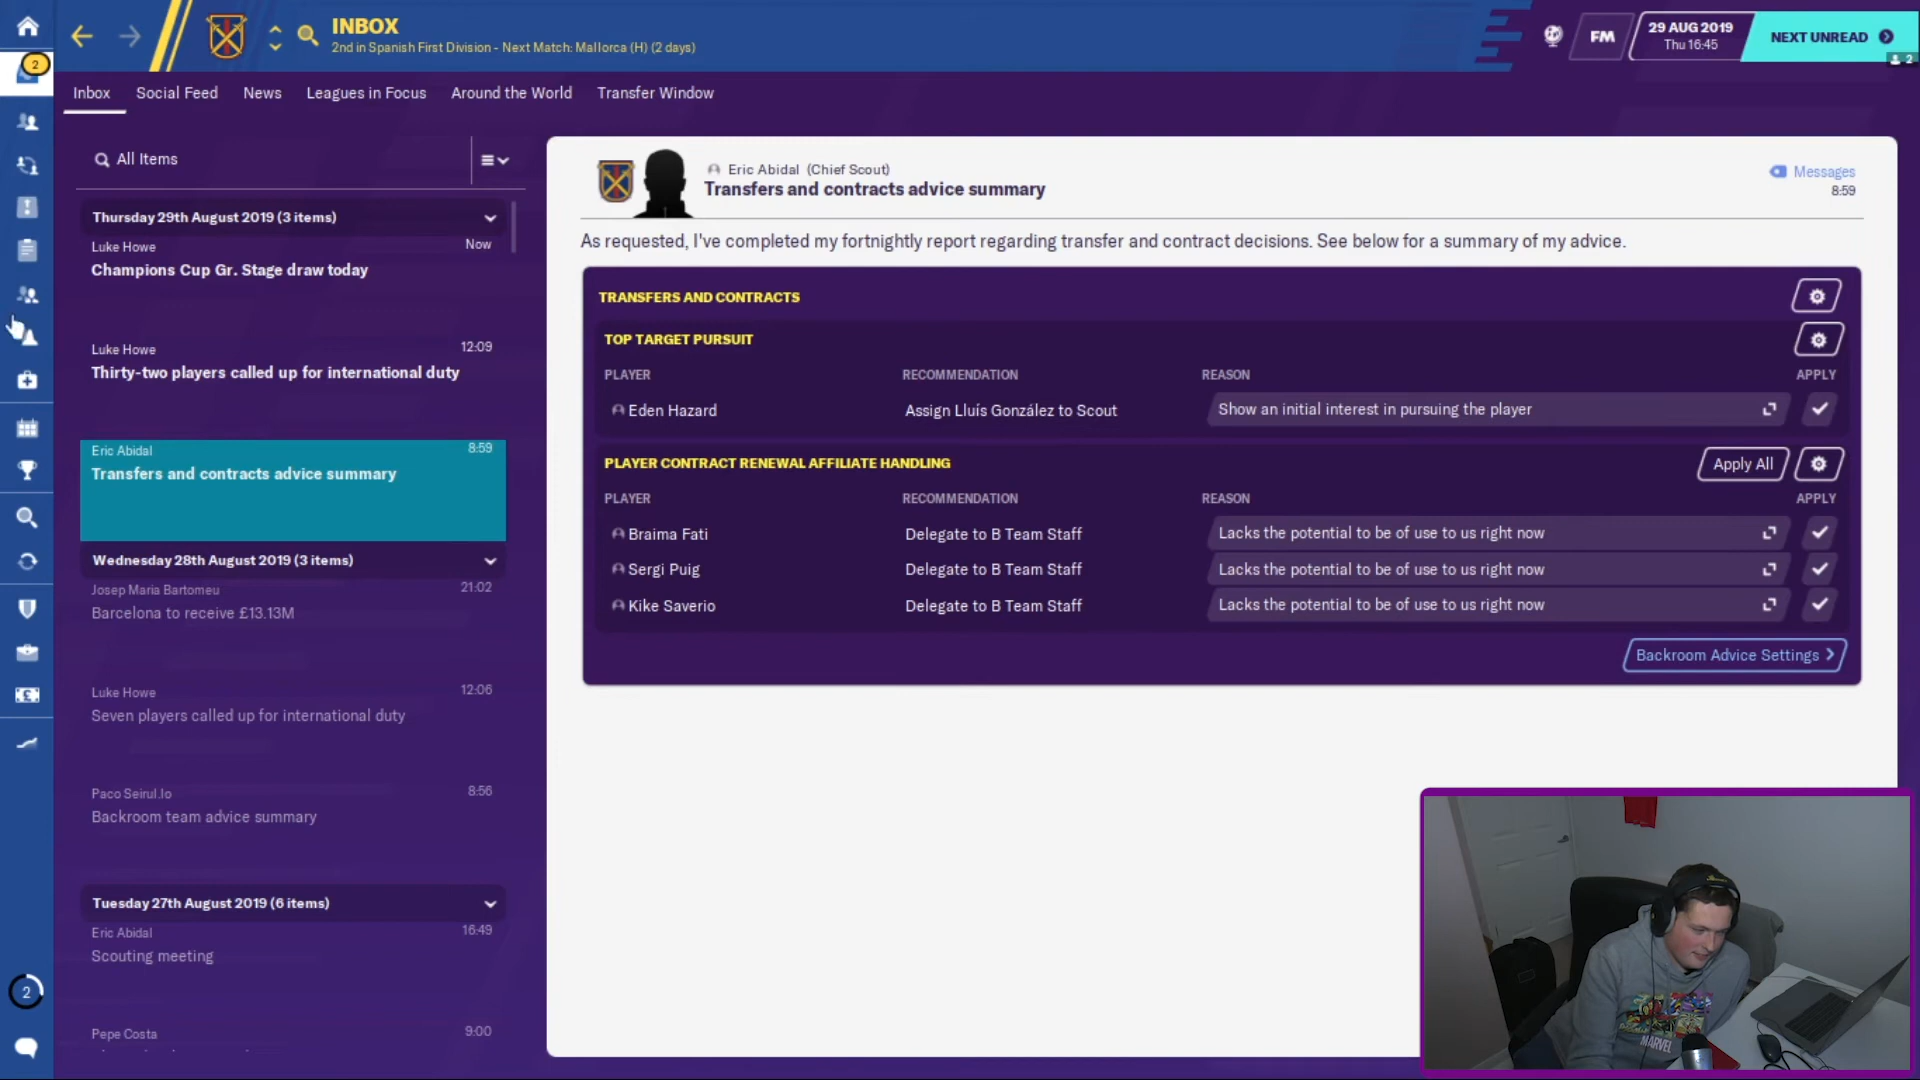 2
INBOX
2nd in Spanish First Division - Next Match: Mallorca (H) (2 days)
FM
29 AUG 2019
Thu 16:45
NEXT UNREAD
2
Inbox
Social Feed
News
Leagues in Focus
Around the World
Transfer Window
All Items
Thursday 29th August 2019 (3 items)
Luke Howe
Now
Champions Cup Gr. Stage draw today
Luke Howe
12:09
Thirty-two players called up for international duty
Eric Abidal
8:59
Transfers and contracts advice summary
Wednesday 28th August 2019 (3 items)
Josep Maria Bartomeu
21:02
Barcelona to receive £13.13M
Luke Howe
12:06
Seven players called up for international duty
Paco Seirul.lo
8:56
Backroom team advice summary
Tuesday 27th August 2019 (6 items)
Eric Abidal
16:49
Scouting meeting
Pepe Costa
9:00
2
Eric Abidal (Chief Scout)
Transfers and contracts advice summary
Messages
8:59
As requested, I've completed my fortnightly report regarding transfer and contract decisions. See below for a summary of my advice.
TRANSFERS AND CONTRACTS
TOP TARGET PURSUIT
PLAYER RECOMMENDATION REASON APPLY
Eden Hazard Assign Lluís González to Scout Show an initial interest in pursuing the player
PLAYER CONTRACT RENEWAL AFFILIATE HANDLING
Apply All
PLAYER RECOMMENDATION REASON APPLY
Braima Fati Delegate to B Team Staff Lacks the potential to be of use to us right now
Sergi Puig Delegate to B Team Staff Lacks the potential to be of use to us right now
Kike Saverio Delegate to B Team Staff Lacks the potential to be of use to us right now
Backroom Advice Settings
MARVEL